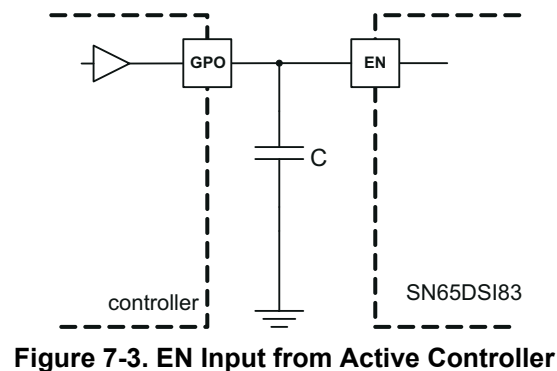 GPO
EN
C
controller
SN65DSI83
Figure 7-3. EN Input from Active Controller